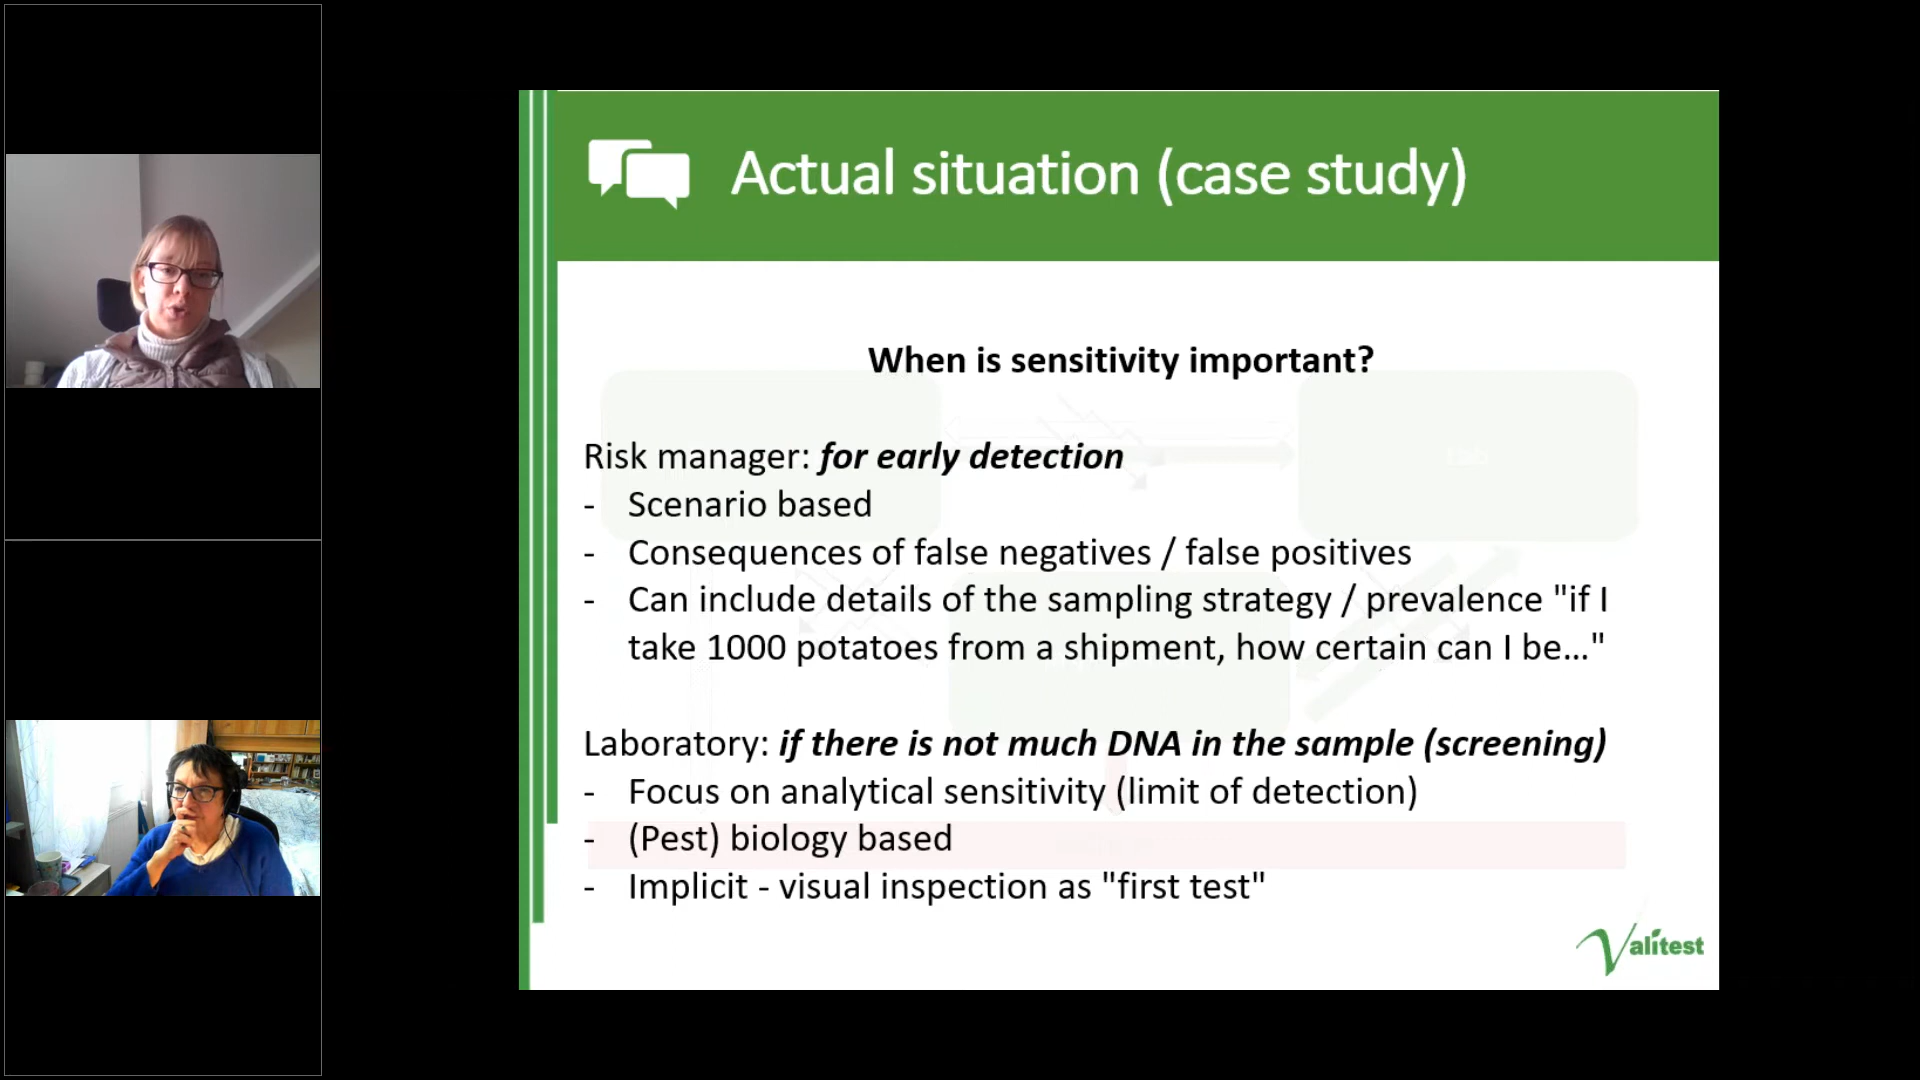 Actual situation (case study)
When is sensitivity important?
Risk manager: for early detection
- Scenario based
- Consequences of false negatives / false positives
- Can include details of the sampling strategy / prevalence "if I
take 1000 potatoes from a shipment, how certain can I be..."
Laboratory: if there is not much DNA in the sample (screening)
- Focus on analytical sensitivity (limit of detection)
- (Pest) biology based
- Implicit - visual inspection as "first test"
Valitest